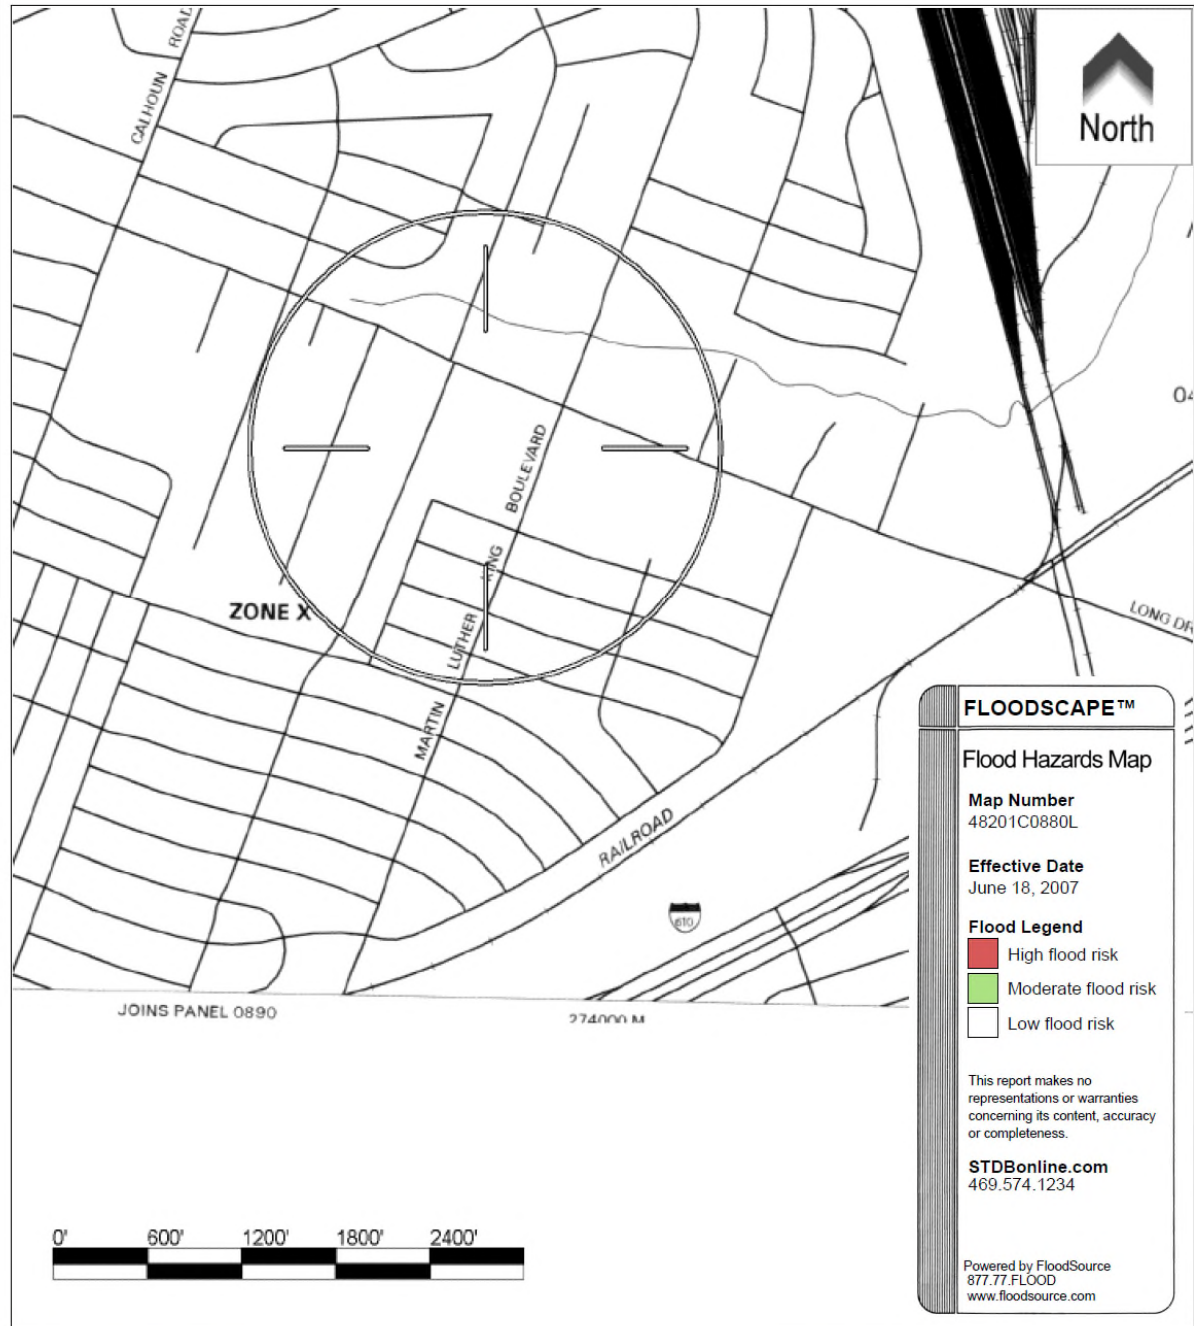 CALHOUN ROAD
North
BOULEVARD
KING
LUTHER
MARTIN
ZONE X
LONG DR
RAILROAD
610
JOINS PANEL 0890
274000 M
0' 600' 1200' 1800' 2400'
FLOODSCAPE™
Flood Hazards Map
Map Number
48201C0880L
Effective Date
June 18, 2007
Flood Legend
High flood risk
Moderate flood risk
Low flood risk
This report makes no
representations or warranties
concerning its content, accuracy
or completeness.
STDBonline.com
469.574.1234
Powered by FloodSource
877.77.FLOOD
www.floodsource.com